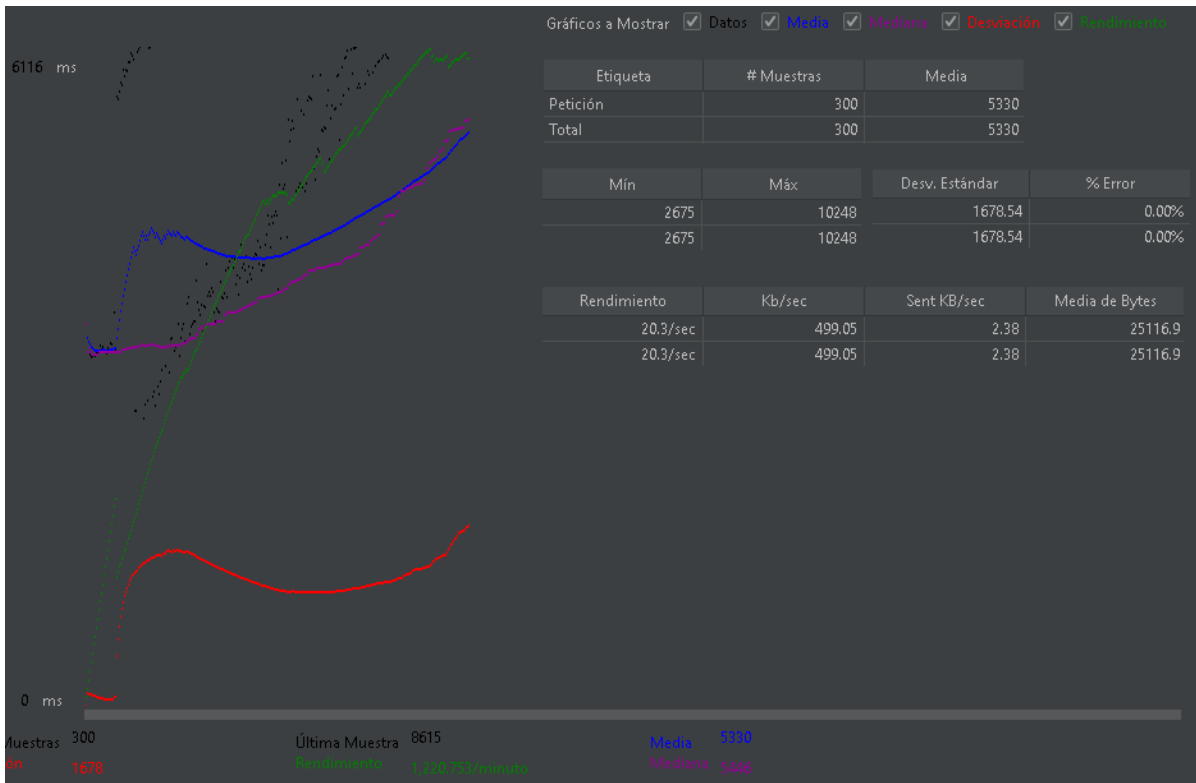 Gráficos a Mostrar Datos Media Mediana Desviación Rendimiento
6116 ms
Etiqueta # Muestras Media
Petición 300 5330
Total 300 5330
Mín Máx Desv. Estándar % Error
2675 10248 1678.54 0.00%
2675 10248 1678.54 0.00%
Rendimiento Kb/sec Sent KB/sec Media de Bytes
20.3/sec 499.05 2.38 25116.9
20.3/sec 499.05 2.38 25116.9
0 ms
Muestras 300 Última Muestra 8615 Media 5330
ón 1678 Rendimiento 1,220.753/minuto Mediana